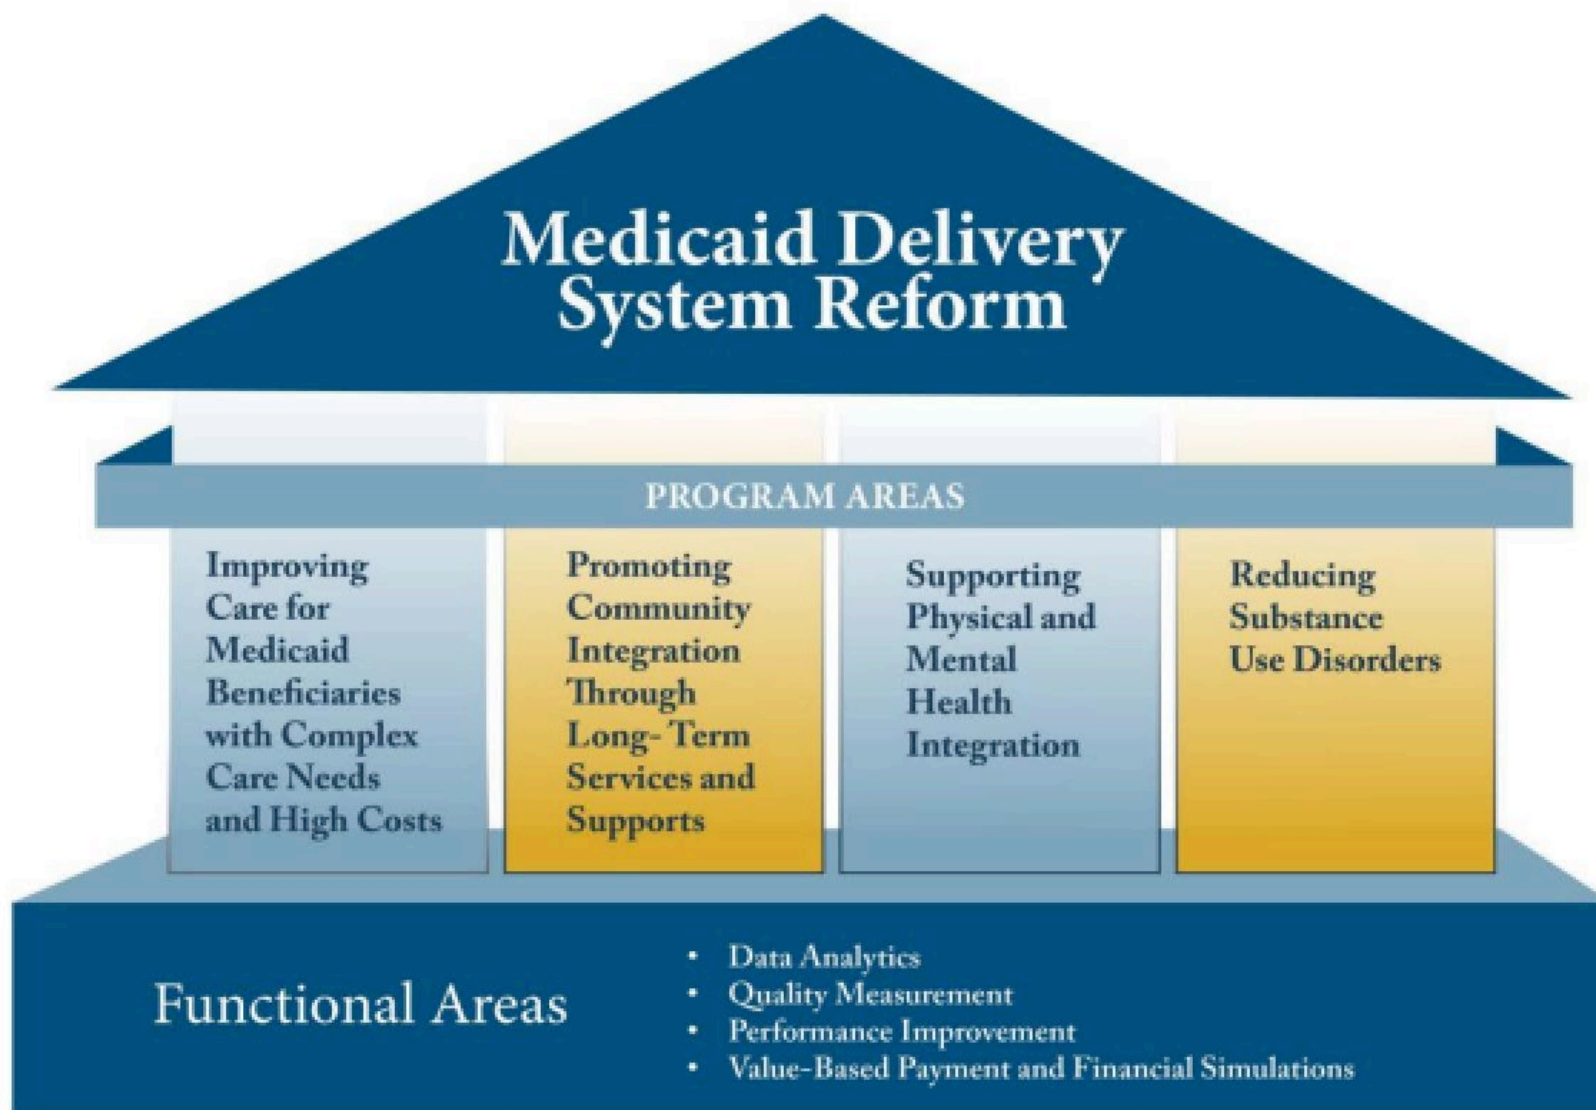 Medicaid Delivery
System Reform
PROGRAM AREAS
Improving
Care for
Medicaid
Beneficiaries
with Complex
Care Needs
and High Costs
Promoting
Community
Integration
Through
Long- Term
Services and
Supports
Supporting
Physical and
Mental
Health
Integration
Reducing
Substance
Use Disorders
Functional Areas
• Data Analytics
• Quality Measurement
• Performance Improvement
• Value-Based Payment and Financial Simulations